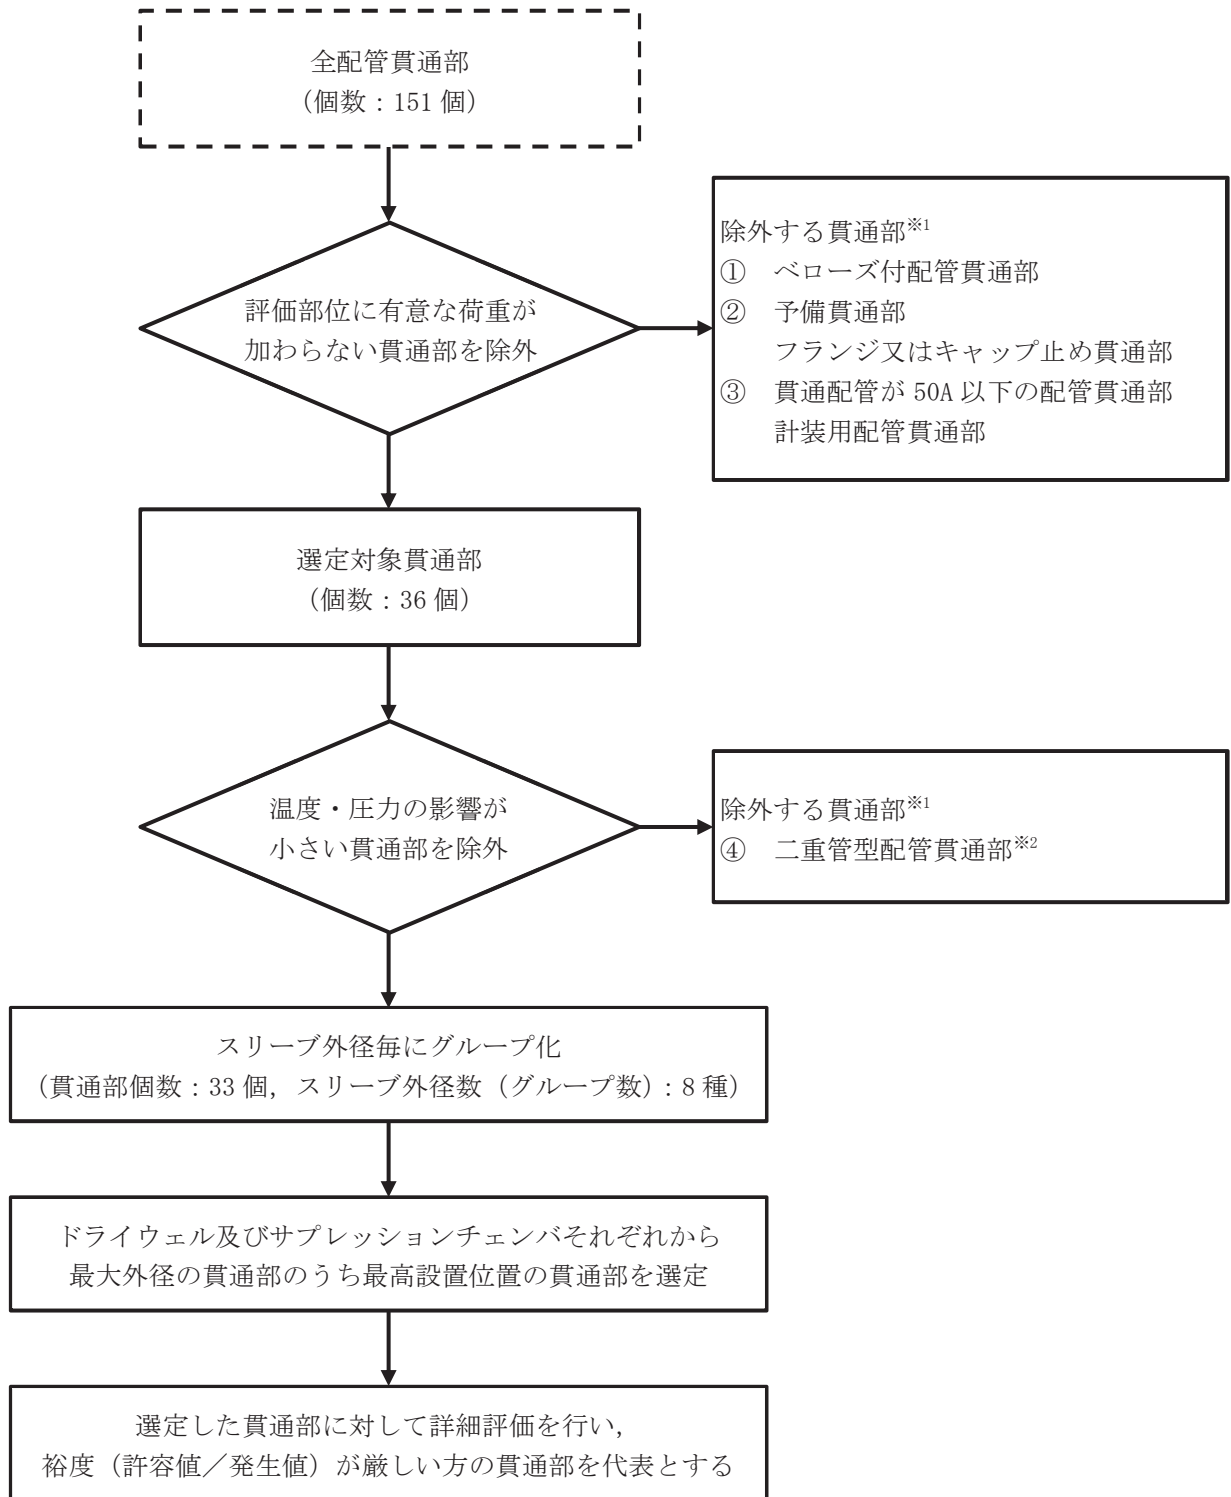 全配管貫通部
（個数：151 個）
評価部位に有意な荷重が
加わらない貫通部を除外
除外する貫通部※1
① ベローズ付配管貫通部
② 予備貫通部
フランジ又はキャップ止め貫通部
③ 貫通配管が 50A 以下の配管貫通部
計装用配管貫通部
選定対象貫通部
（個数：36 個）
温度・圧力の影響が
小さい貫通部を除外
除外する貫通部※1
④ 二重管型配管貫通部※2
スリーブ外径毎にグループ化
（貫通部個数：33 個，スリーブ外径数（グループ数）：8 種）
ドライウェル及びサプレッションチェンバそれぞれから
最大外径の貫通部のうち最高設置位置の貫通部を選定
選定した貫通部に対して詳細評価を行い，
裕度（許容値／発生値）が厳しい方の貫通部を代表とする